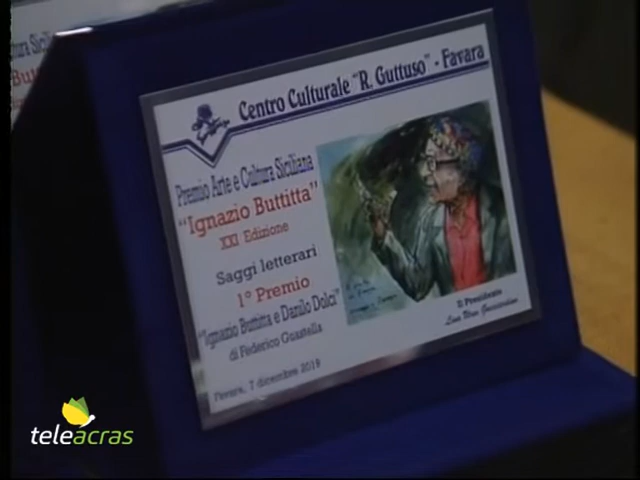 Centro Culturale "R. Guttuso" - Favara
Premio Arte e Cultura Siciliana
"Ignazio Buttitta"
XXI Edizione
Saggi letterari
1° Premio
"Ignazio Buttitta e Danilo Dolci"
di Federico Guastella
Favara, 7 dicembre 2019
Il Presidente
teleacras